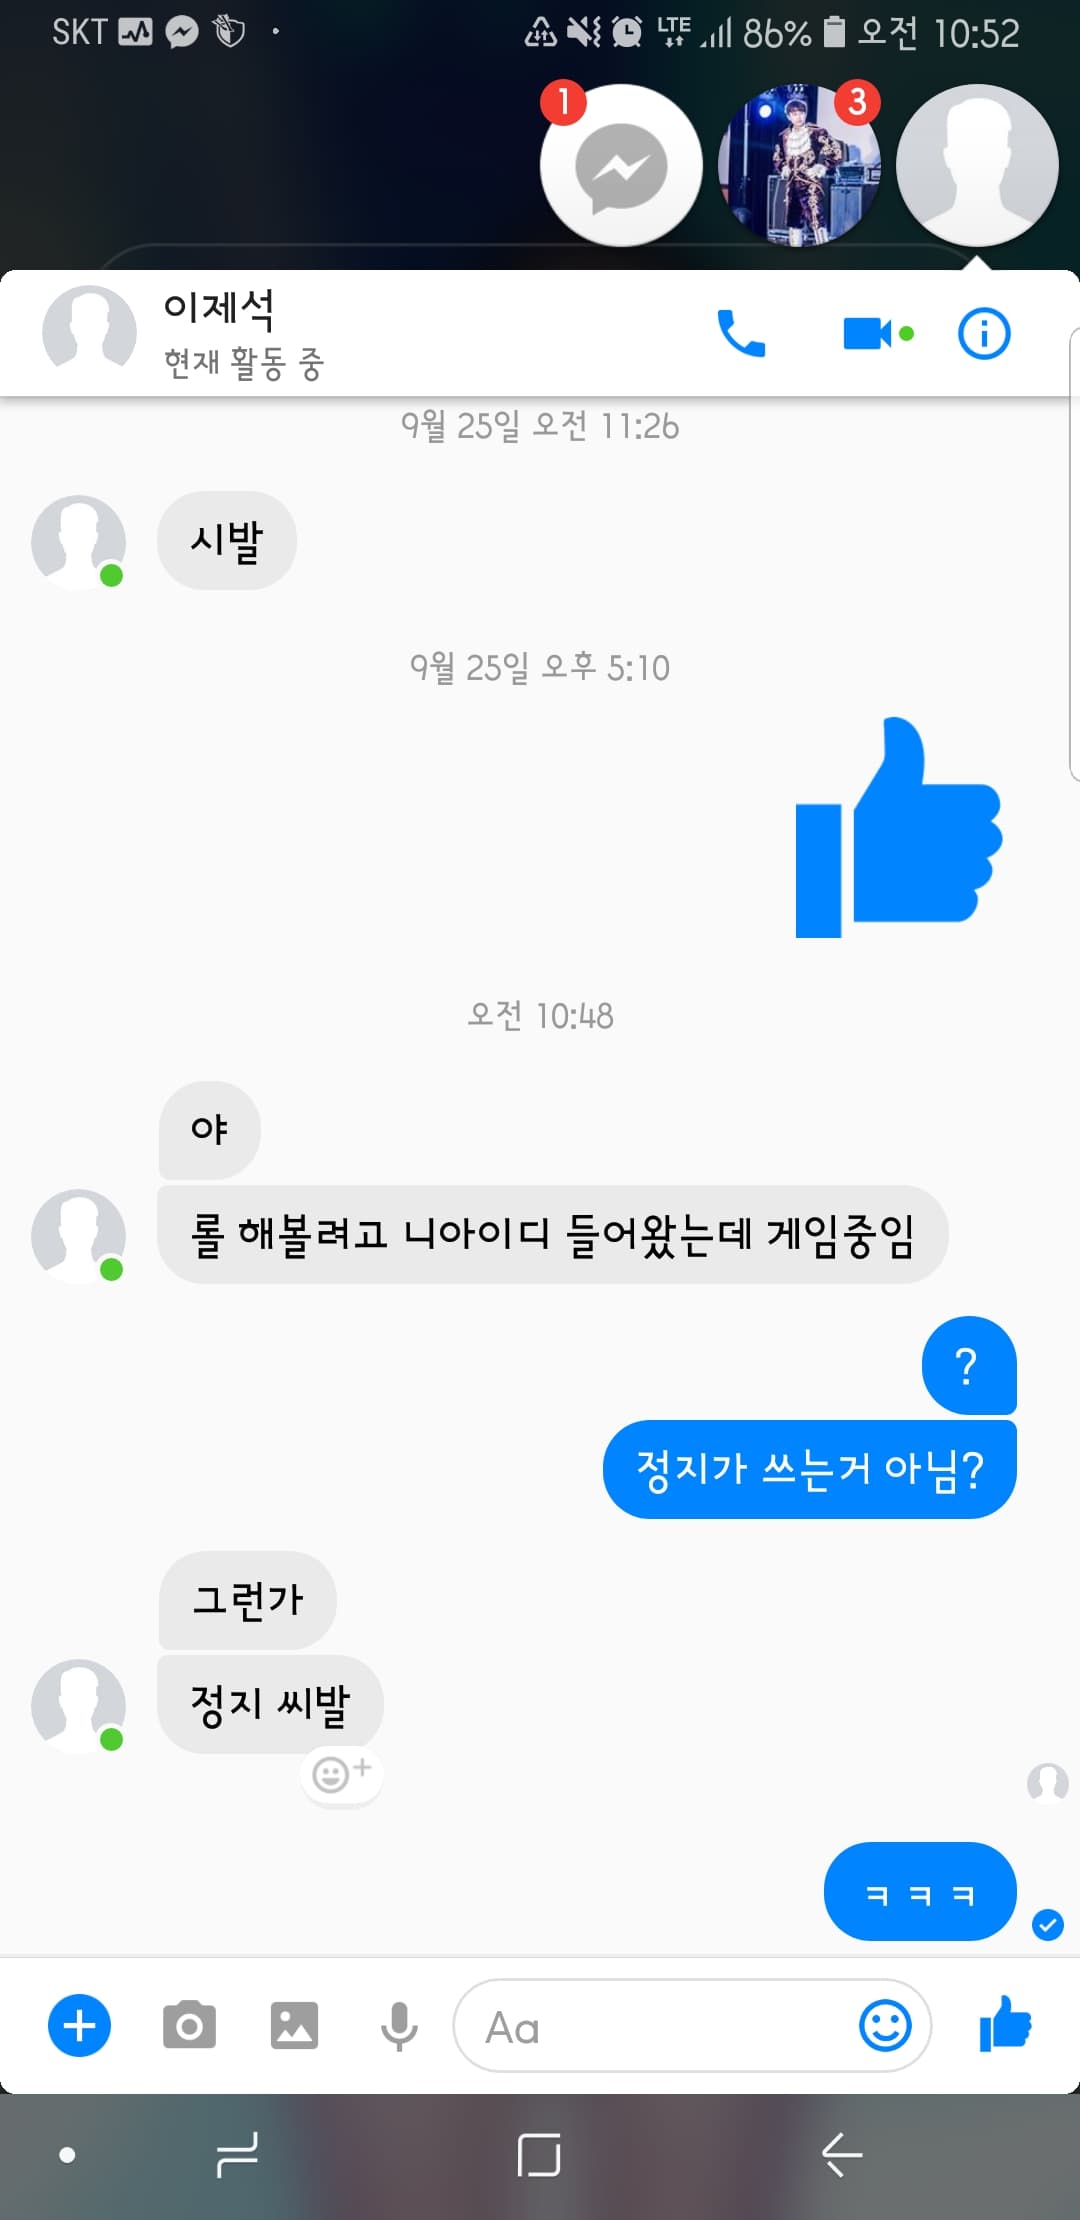 SKT
LTE
86%
오전 10:52
1
3
이제석
현재 활동 중
9월 25일 오전 11:26
시발
9월 25일 오후 5:10
오전 10:48
야
롤 해볼려고 니아이디 들어왔는데 게임중임
?
정지가 쓰는거 아님?
그런가
정지 씨발
ㅋㅋㅋ
Aa